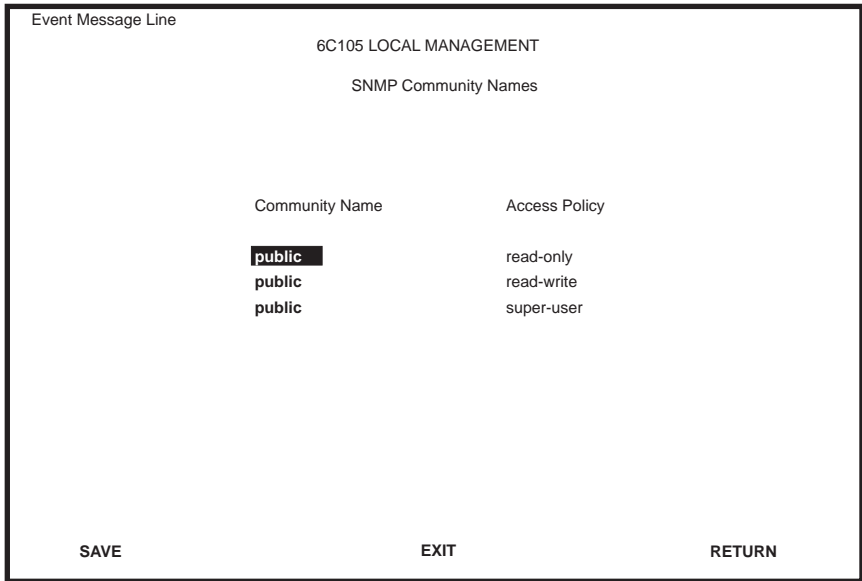 Event Message Line
6C105 LOCAL MANAGEMENT
SNMP Community Names
Community Name Access Policy
public read-only
public read-write
public super-user
SAVE EXIT RETURN